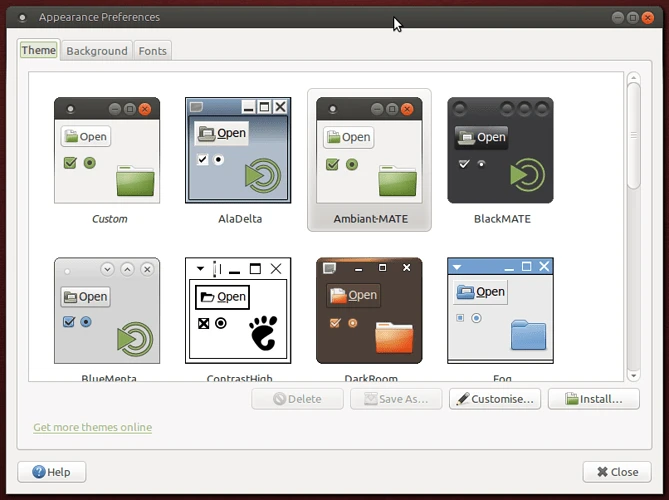 Appearance Preferences
Theme Background Fonts
Open Open Open Open
Custom AlaDelta Ambiant-MATE BlackMATE
Open Open Open Open
BlueMenta ContrastHigh DarkRoom Fog
Delete Save As... Customise... Install...
Get more themes online
Help Close